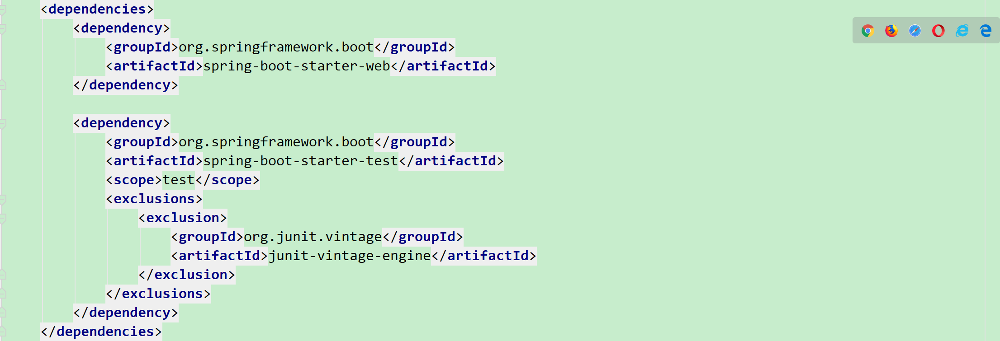 <dependencies>
<dependency>
<groupId>org.springframework.boot</groupId>
<artifactId>spring-boot-starter-web</artifactId>
</dependency>
<dependency>
<groupId>org.springframework.boot</groupId>
<artifactId>spring-boot-starter-test</artifactId>
<scope>test</scope>
<exclusions>
<exclusion>
<groupId>org.junit.vintage</groupId>
<artifactId>junit-vintage-engine</artifactId>
</exclusion>
</exclusions>
</dependency>
</dependencies>